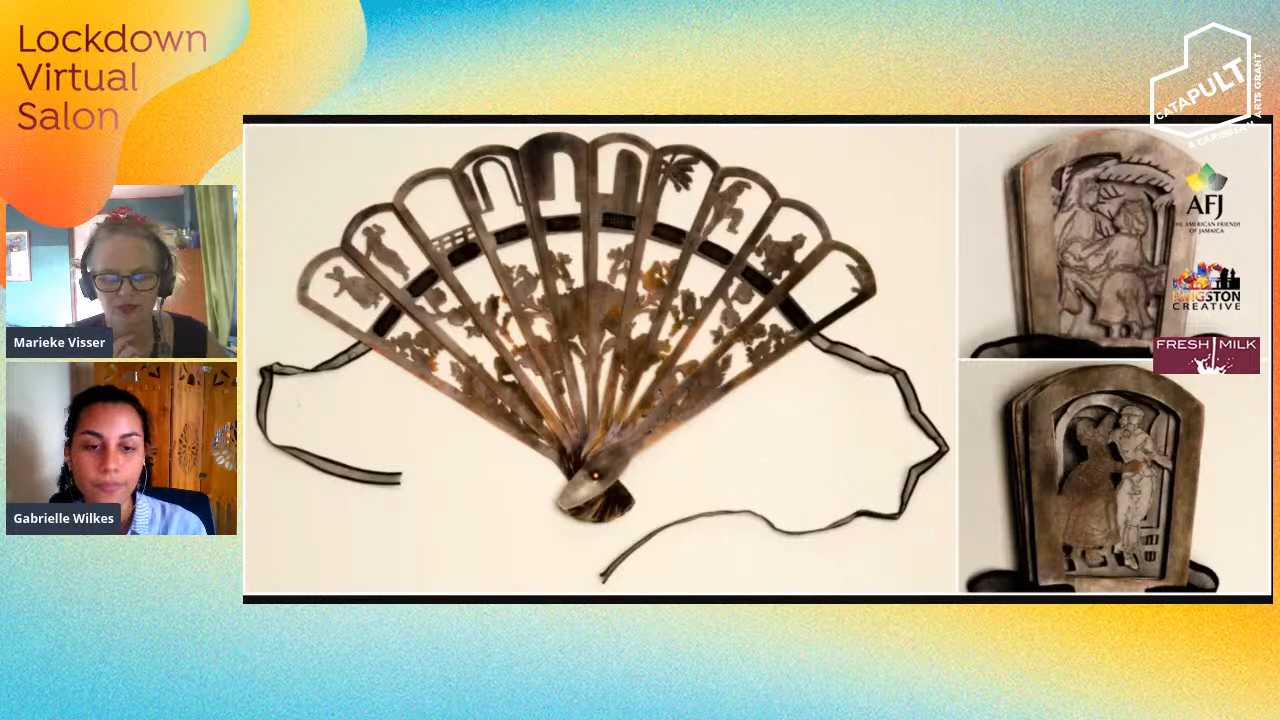 Lockdown
Virtual
Salon
CATAPULT
A CARIBBEAN ARTS GRANT
AFJ
THE AMERICAN FRIENDS
OF JAMAICA
KINGSTON
CREATIVE
FRESH MILK
Marieke Visser
Gabrielle Wilkes